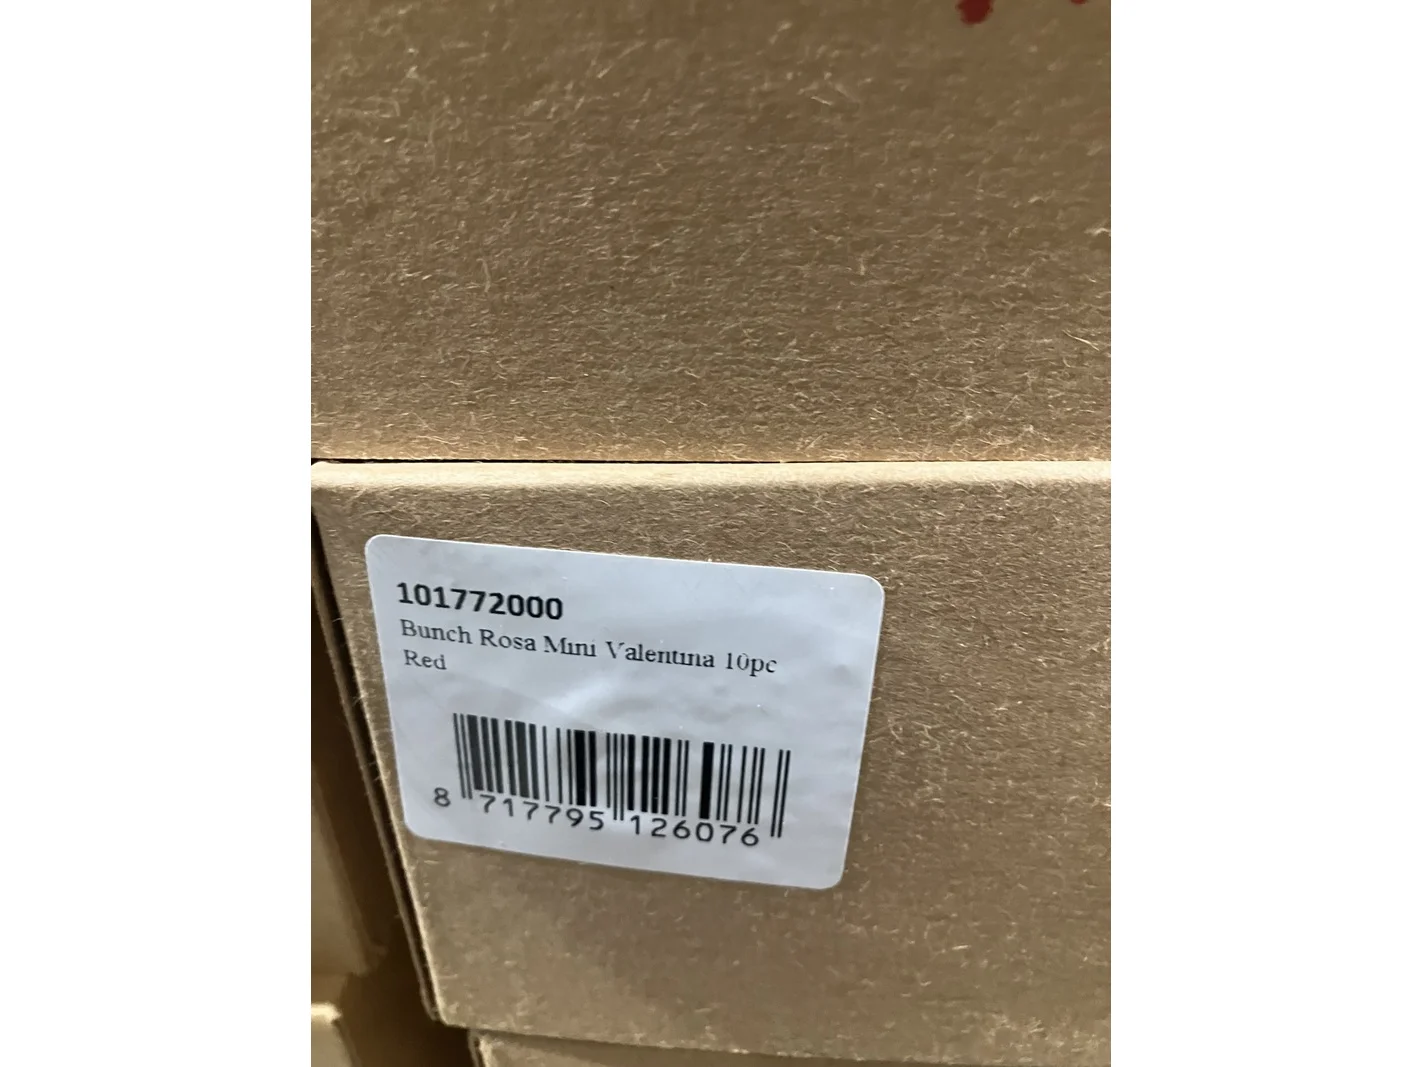 101772000
Bunch Rosa Mini Valentina 10pc
Red
8 717795 126076